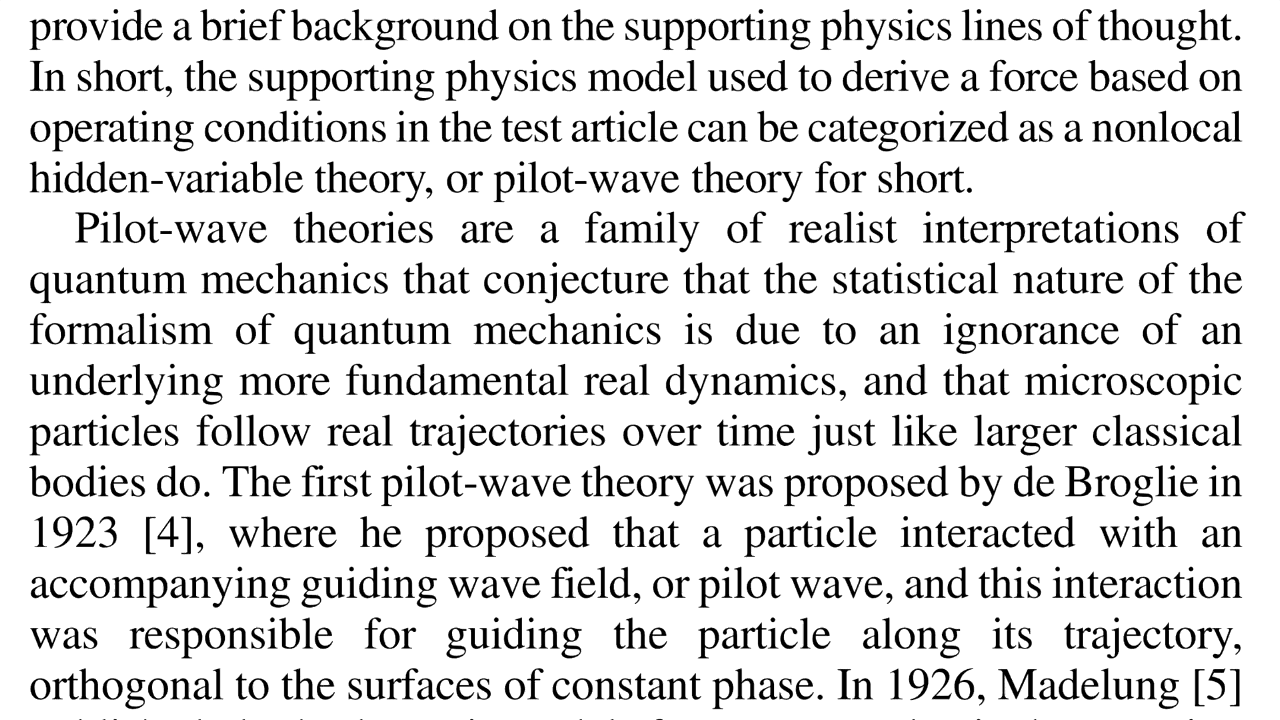 provide a brief background on the supporting physics lines of thought.
In short, the supporting physics model used to derive a force based on
operating conditions in the test article can be categorized as a nonlocal
hidden-variable theory, or pilot-wave theory for short.
Pilot-wave theories are a family of realist interpretations of
quantum mechanics that conjecture that the statistical nature of the
formalism of quantum mechanics is due to an ignorance of an
underlying more fundamental real dynamics, and that microscopic
particles follow real trajectories over time just like larger classical
bodies do. The first pilot-wave theory was proposed by de Broglie in
1923 [4], where he proposed that a particle interacted with an
accompanying guiding wave field, or pilot wave, and this interaction
was responsible for guiding the particle along its trajectory,
orthogonal to the surfaces of constant phase. In 1926, Madelung [5]